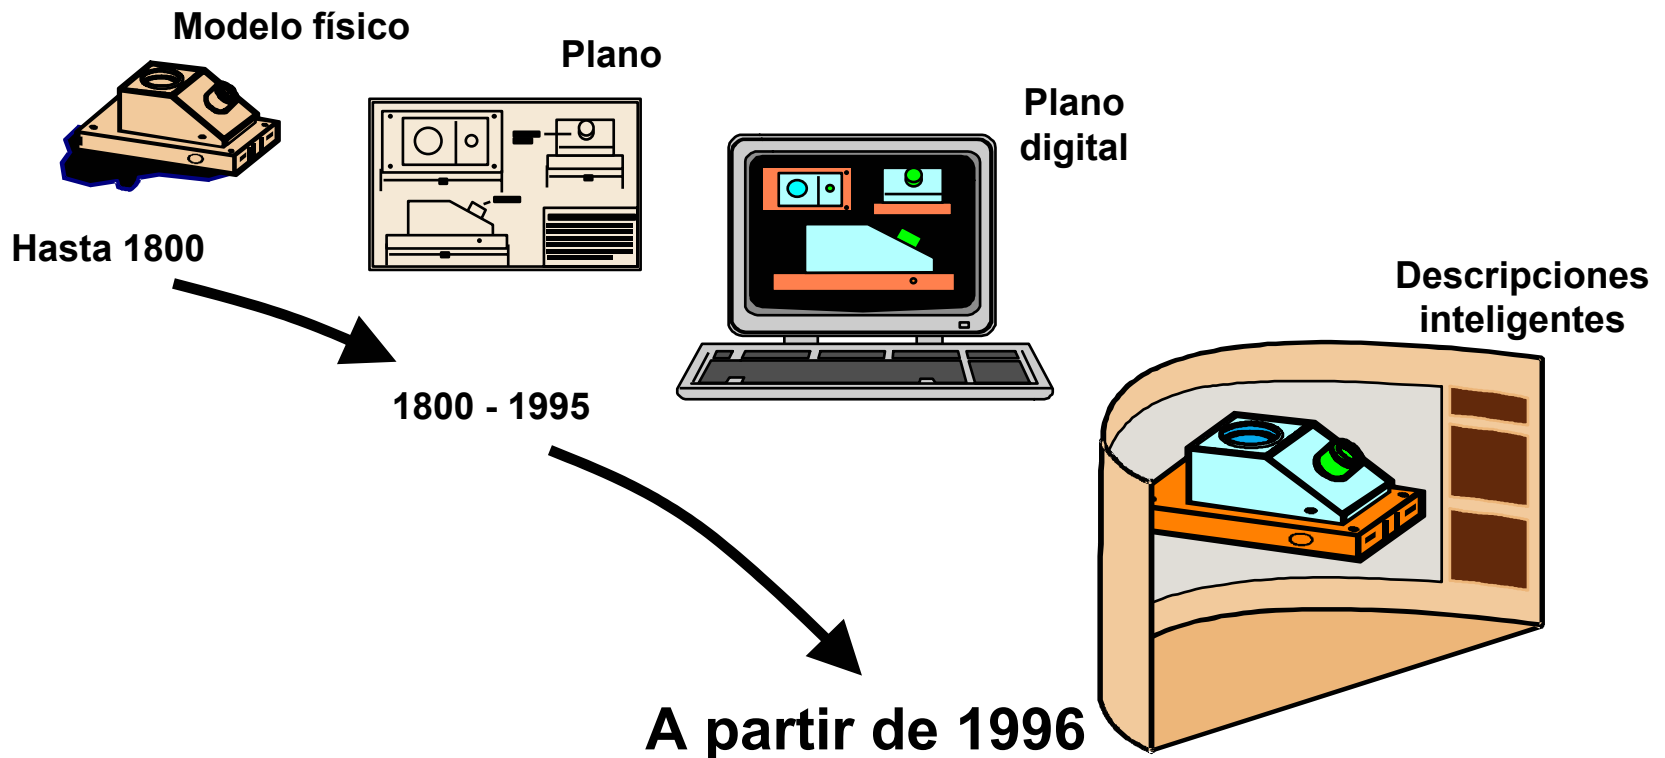 Modelo físico
Plano
Plano
digital
Hasta 1800
Descripciones
inteligentes
1800 - 1995
A partir de 1996